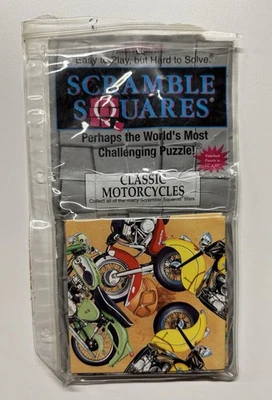 "Easy to Play, but Hard to Solve."
SCRAMBLE
SQUARES®
Perhaps the World's Most
Challenging Puzzle!
CLASSIC
MOTORCYCLES
Collect all of the many Scramble Squares® titles.